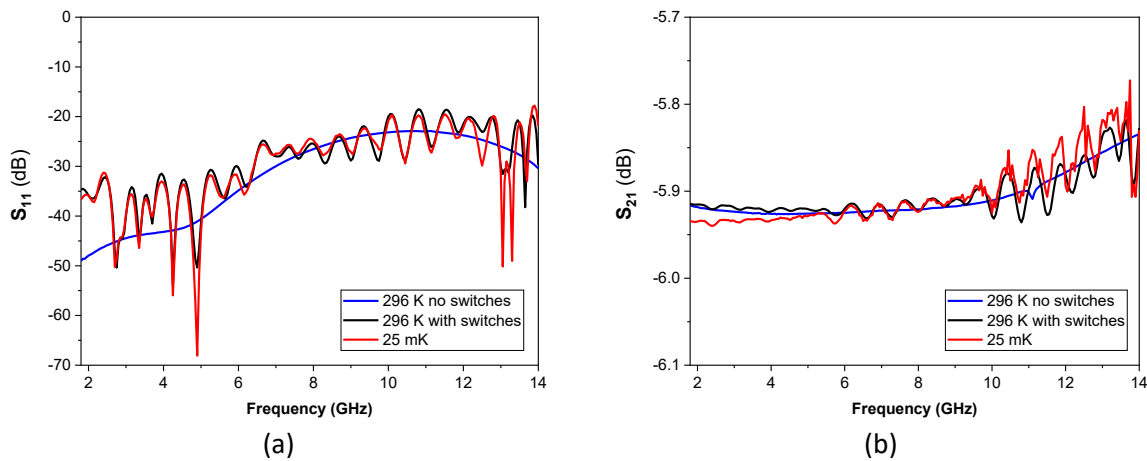 0
-10
-20
-30
-40
-50
-60
-70
S11 (dB)
296 K no switches
296 K with switches
25 mK
2 4 6 8 10 12 14
Frequency (GHz)
(a)
-5.7
-5.8
-5.9
-6.0
-6.1
S21 (dB)
296 K no switches
296 K with switches
25 mK
2 4 6 8 10 12 14
Frequency (GHz)
(b)